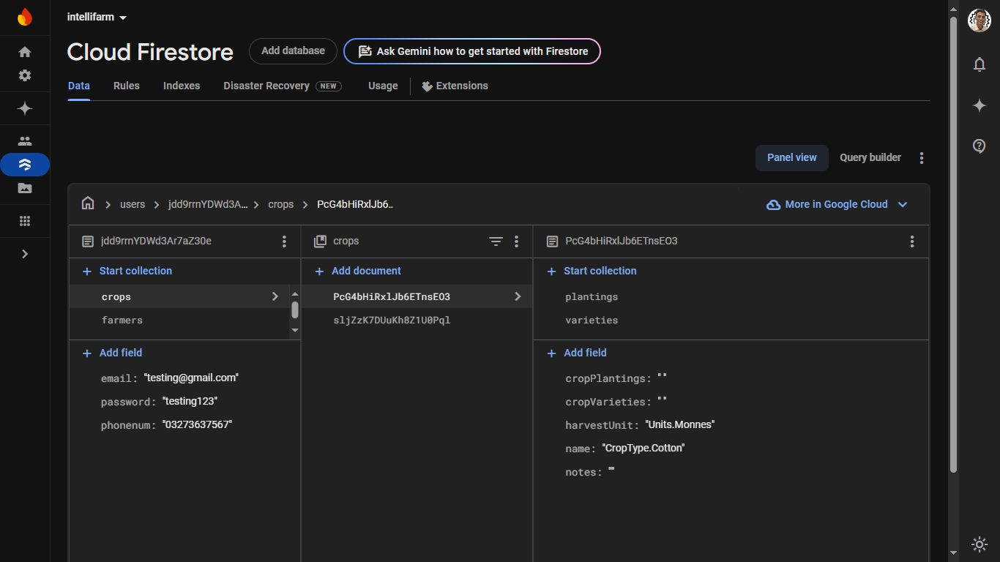 intellifarm
Cloud Firestore
Add database
Ask Gemini how to get started with Firestore
Data
Rules
Indexes
Disaster Recovery
NEW
Usage
Extensions
Panel view
Query builder
users
jdd9rrnYDWd3A...
crops
PcG4bHiRxlJb6..
More in Google Cloud
jdd9rrnYDWd3Ar7aZ30e
Start collection
crops
farmers
Add field
email: "testing@gmail.com"
password: "testing123"
phonenum: "03273637567"
crops
Add document
PcG4bHiRxlJb6ETnsEO3
sljZzK7DUuKh8Z1U0Pql
PcG4bHiRxlJb6ETnsEO3
Start collection
plantings
varieties
Add field
cropPlantings: " "
cropVarieties: " "
harvestUnit: "Units.Monnes"
name: "CropType.Cotton"
notes: ""